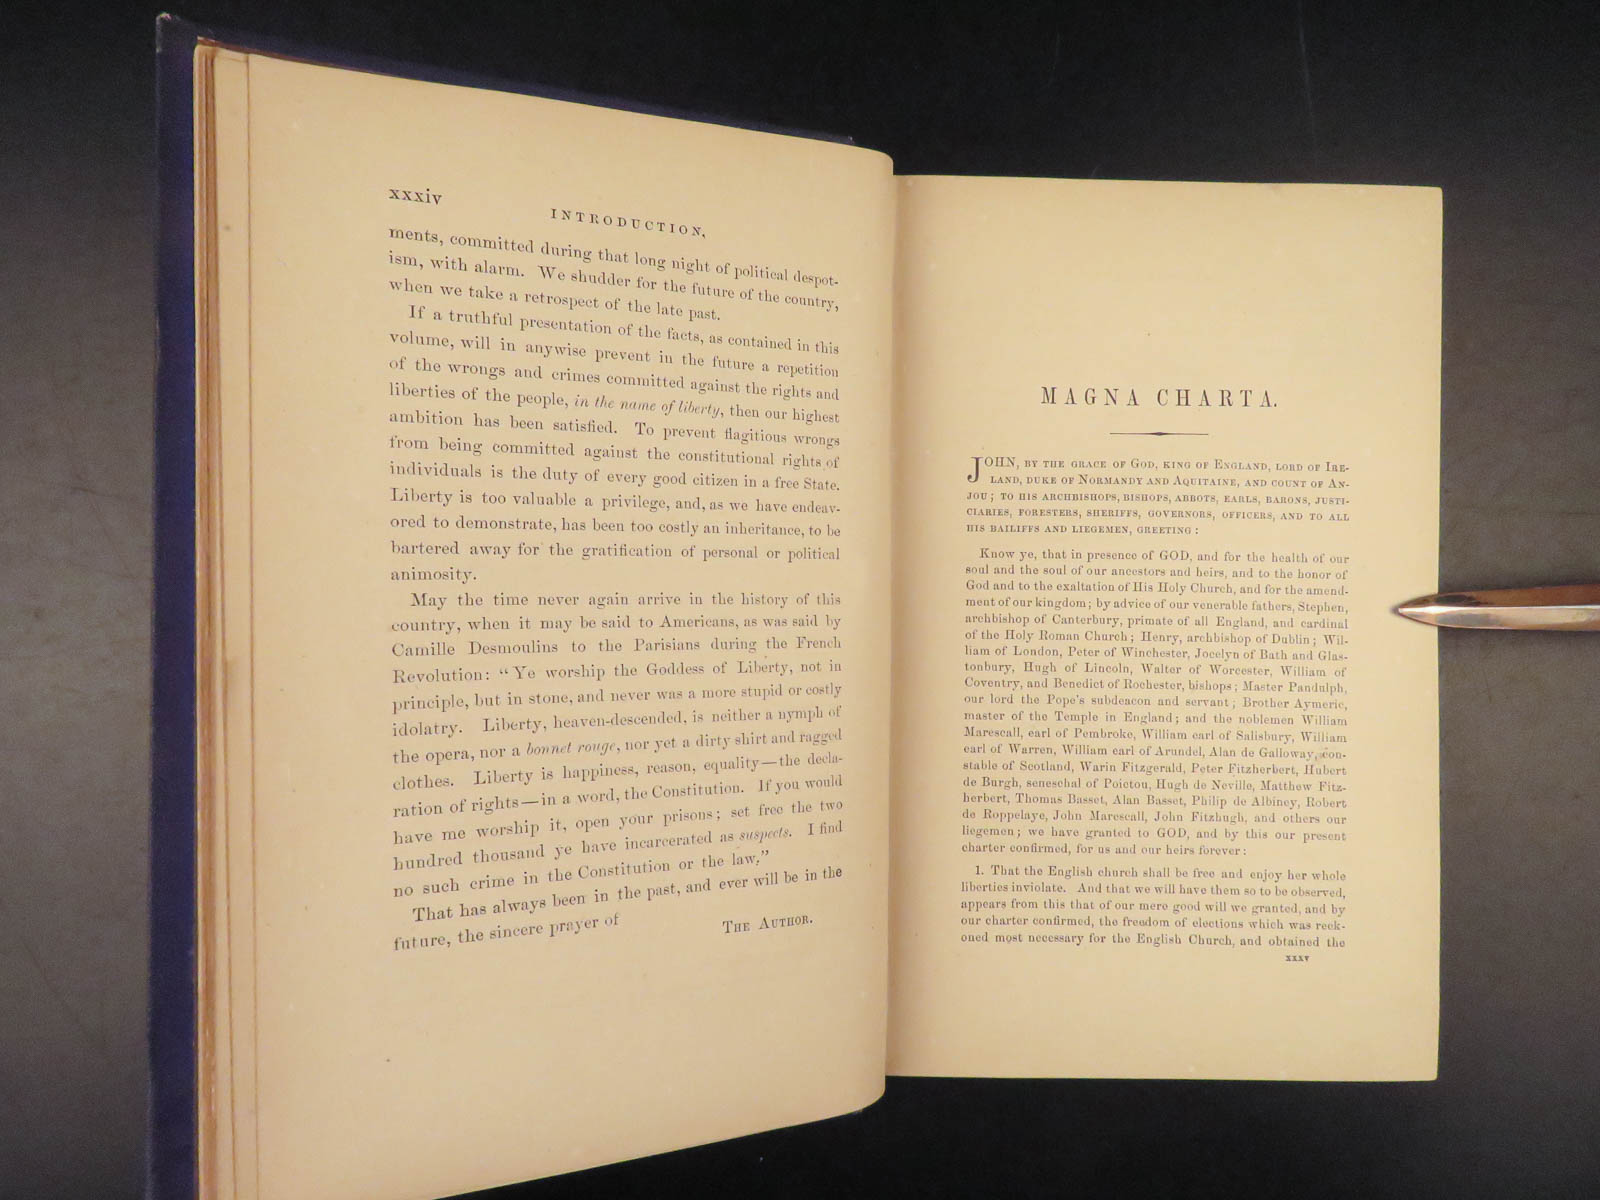 xxxiv
INTRODUCTION.
ments, committed during that long night of political despot-
ism, with alarm. We shudder for the future of the country,
when we take a retrospect of the late past.
If a truthful presentation of the facts, as contained in this
volume, will in anywise prevent in the future a repetition
of the wrongs and crimes committed against the rights and
liberties of the people, in the name of liberty, then our highest
ambition has been satisfied. To prevent flagitious wrongs
from being committed against the constitutional rights of
individuals is the duty of every good citizen in a free State.
Liberty is too valuable a privilege, and, as we have endeav-
ored to demonstrate, has been too costly an inheritance, to be
bartered away for the gratification of personal or political
animosity.
May the time never again arrive in the history of this
country, when it may be said to Americans, as was said by
Camille Desmoulins to the Parisians during the French
Revolution: “Ye worship the Goddess of Liberty, not in
principle, but in stone, and never was a more stupid or costly
idolatry. Liberty, heaven-descended, is neither a nymph of
the opera, nor a bonnet rouge, nor yet a dirty shirt and ragged
clothes. Liberty is happiness, reason, equality—the decla-
ration of rights—in a word, the Constitution. If you would
have me worship it, open your prisons; set free the two
hundred thousand ye have incarcerated as suspects. I find
no such crime in the Constitution or the law.”
That has always been in the past, and ever will be in the
future, the sincere prayer of
THE AUTHOR.
MAGNA CHARTA.
JOHN, BY THE GRACE OF GOD, KING OF ENGLAND, LORD OF IRE-
LAND, DUKE OF NORMANDY AND AQUITAINE, AND COUNT OF AN-
JOU; TO HIS ARCHBISHOPS, BISHOPS, ABBOTS, EARLS, BARONS, JUSTI-
CIARIES, FORESTERS, SHERIFFS, GOVERNORS, OFFICERS, AND TO ALL
HIS BAILIFFS AND LIEGEMEN, GREETING:
Know ye, that in presence of GOD, and for the health of our
soul and the soul of our ancestors and heirs, and to the honor of
God and to the exaltation of His Holy Church, and for the amend-
ment of our kingdom; by advice of our venerable fathers, Stephen,
archbishop of Canterbury, primate of all England, and cardinal
of the Holy Roman Church; Henry, archbishop of Dublin; Wil-
liam of London, Peter of Winchester, Jocelyn of Bath and Glas-
tonbury, Hugh of Lincoln, Walter of Worcester, William of
Coventry, and Benedict of Rochester, bishops; Master Pandulph,
our lord the Pope's subdeacon and servant; Brother Aymeric,
master of the Temple in England; and the noblemen William
Marescall, earl of Pembroke, William earl of Salisbury, William
earl of Warren, William earl of Arundel, Alan de Galloway, con-
stable of Scotland, Warin Fitzgerald, Peter Fitzherbert, Hubert
de Burgh, seneschal of Poictou, Hugh de Neville, Matthew Fitz-
herbert, Thomas Basset, Alan Basset, Philip de Albiney, Robert
de Roppelaye, John Marescall, John Fitzhugh, and others our
liegemen; we have granted to GOD, and by this our present
charter confirmed, for us and our heirs forever:
1. That the English church shall be free and enjoy her whole
liberties inviolate. And that we will have them so to be observed,
appears from this that of our mere good will we granted, and by
our charter confirmed, the freedom of elections which was reck-
oned most necessary for the English Church, and obtained the
xxxv